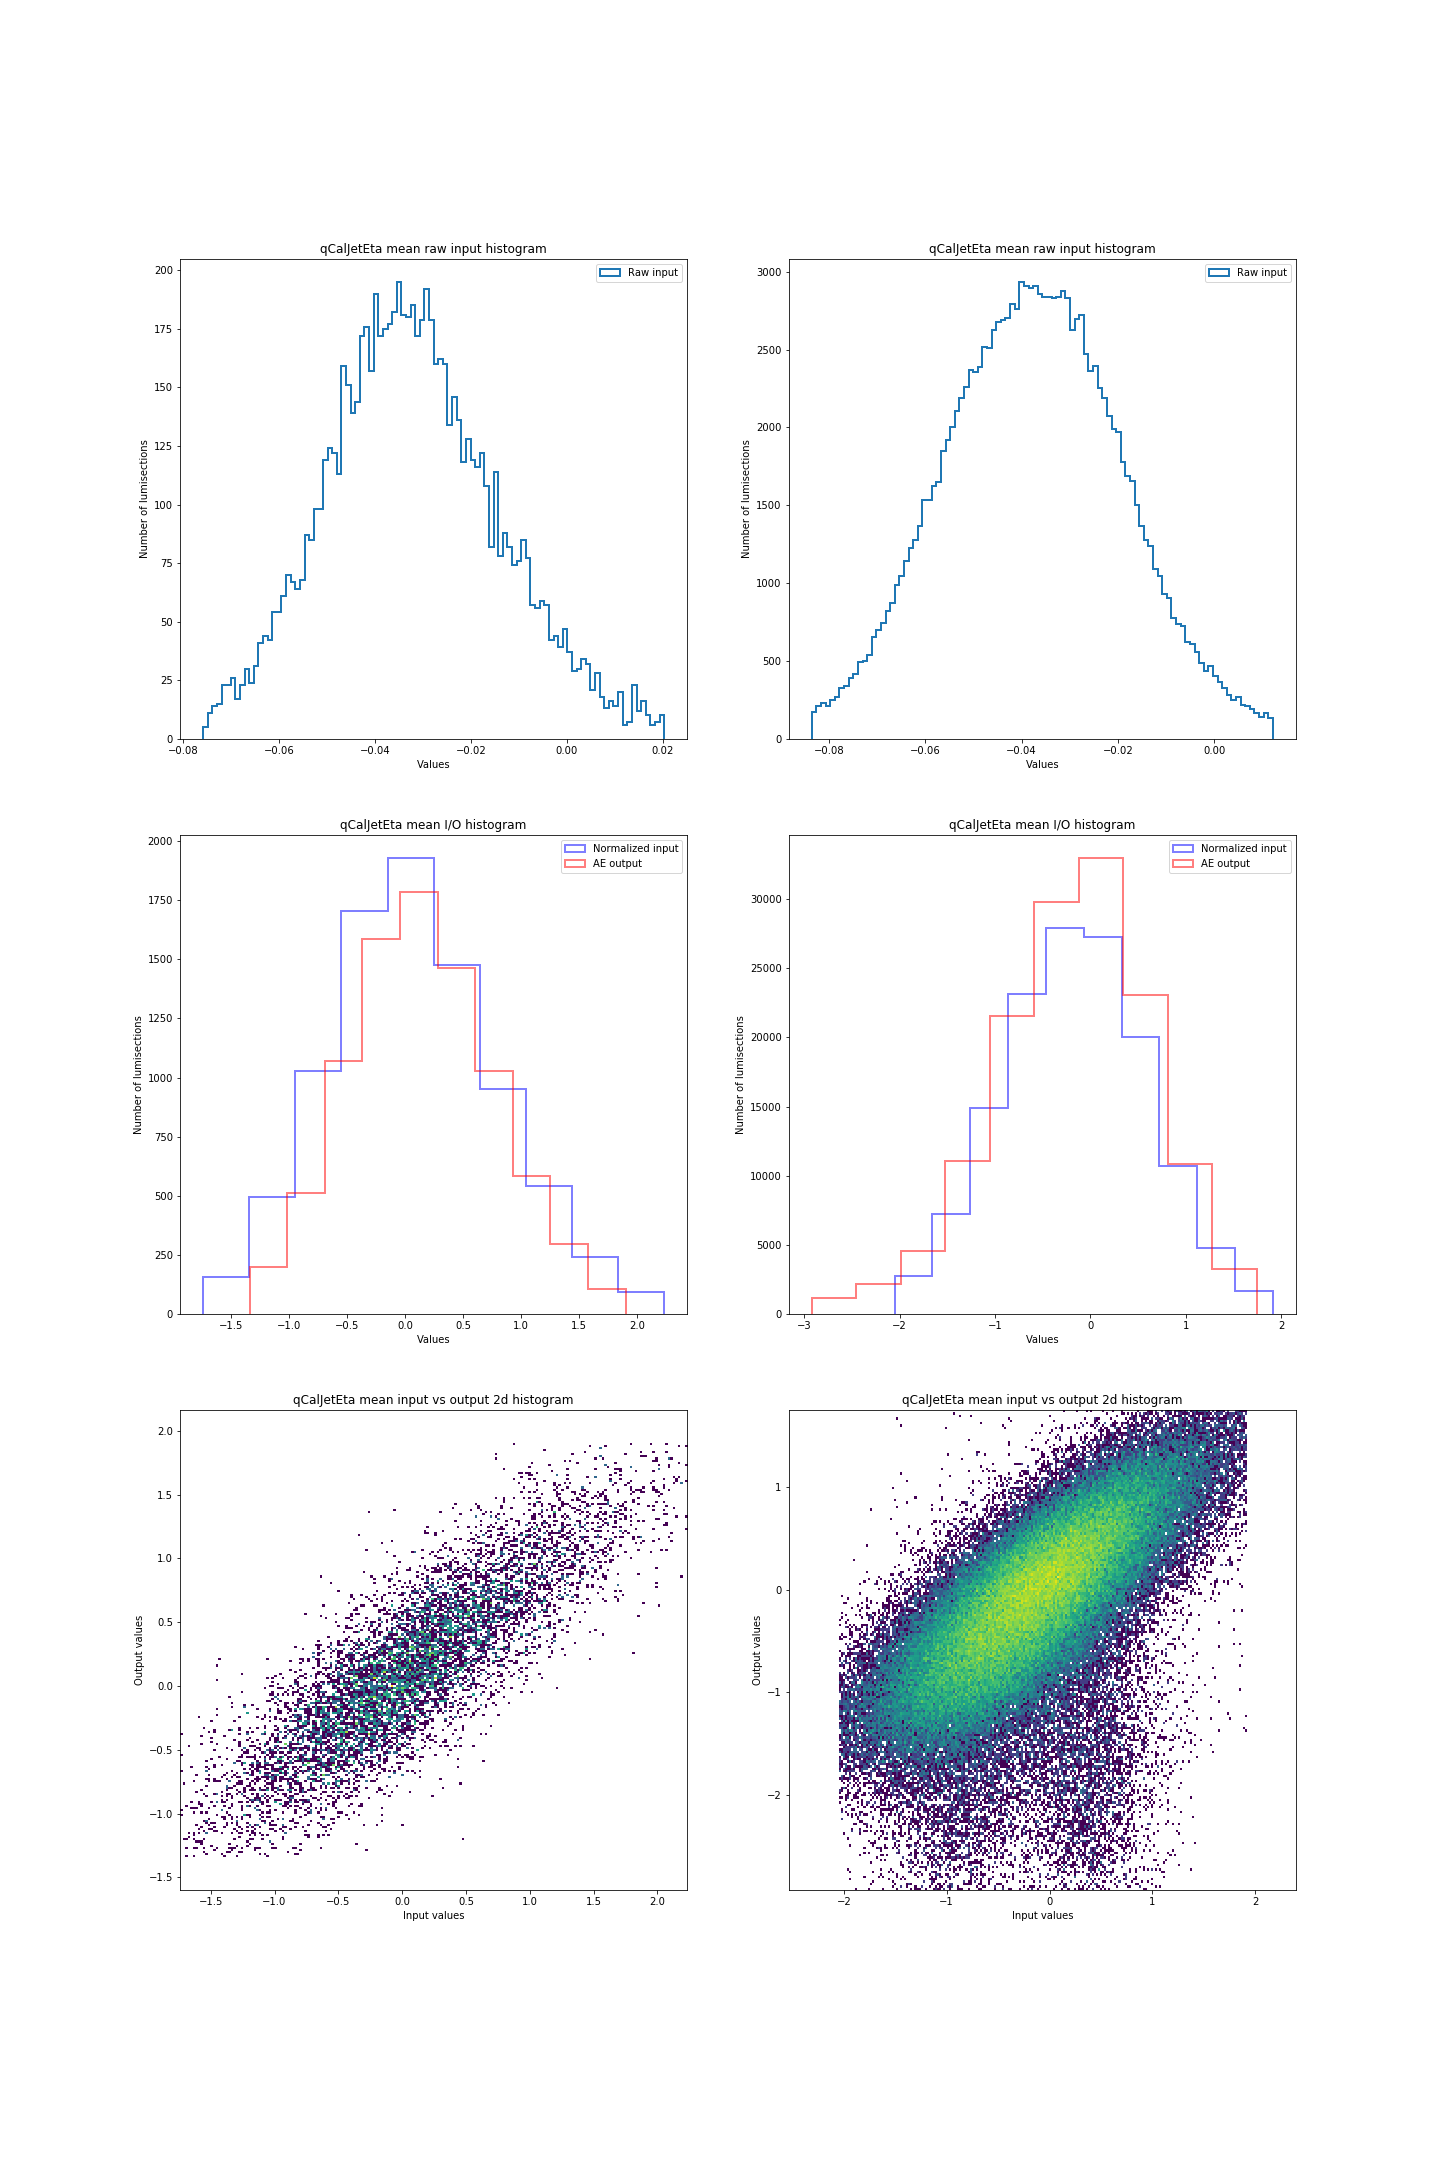 qCalJetEta mean raw input histogram
Raw input
200
175
150
125
100
75
50
25
0
Number of lumisections
−0.08 −0.06 −0.04 −0.02 0.00 0.02
Values
qCalJetEta mean raw input histogram
Raw input
3000
2500
2000
1500
1000
500
0
Number of lumisections
−0.08 −0.06 −0.04 −0.02 0.00
Values
qCalJetEta mean I/O histogram
Normalized input
AE output
2000
1750
1500
1250
1000
750
500
250
0
Number of lumisections
−1.5 −1.0 −0.5 0.0 0.5 1.0 1.5 2.0
Values
qCalJetEta mean I/O histogram
Normalized input
AE output
30000
25000
20000
15000
10000
5000
0
Number of lumisections
−3 −2 −1 0 1 2
Values
qCalJetEta mean input vs output 2d histogram
2.0
1.5
1.0
0.5
0.0
−0.5
−1.0
−1.5
Output values
−1.5 −1.0 −0.5 0.0 0.5 1.0 1.5 2.0
Input values
qCalJetEta mean input vs output 2d histogram
1
0
−1
−2
Output values
−2 −1 0 1 2
Input values